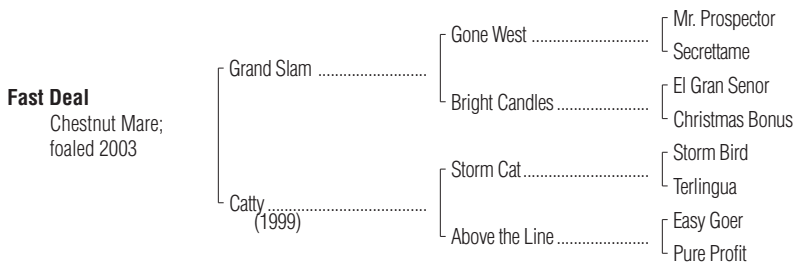 Mr. Prospector
Gone West ............................
Secrettame
Grand Slam ..........................
El Gran Senor
Bright Candles ......................
Fast Deal
Christmas Bonus
Chestnut Mare;
foaled 2003
Storm Bird
Storm Cat ..............................
Terlingua
Catty ......................................
(1999)
Easy Goer
Above the Line ......................
Pure Profit